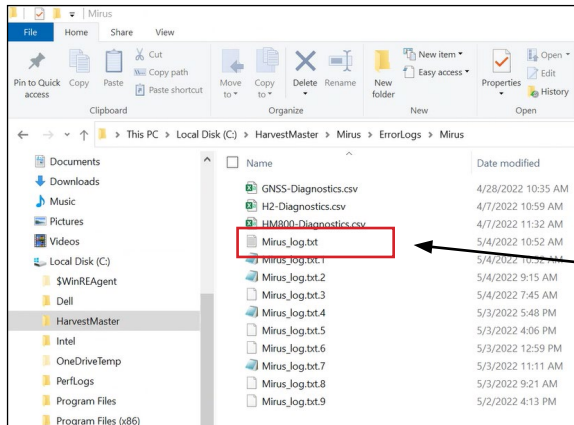 Mirus
File Home Share View
Pin to Quick access
Copy
Paste
Cut
Copy path
Paste shortcut
Move to
Copy to
Delete
Rename
New folder
New item
Easy access
Properties
Open
Edit
History
Clipboard Organize New Open
This PC > Local Disk (C:) > HarvestMaster > Mirus > ErrorLogs > Mirus
Documents
Downloads
Music
Pictures
Videos
Local Disk (C:)
$WinREAgent
Dell
HarvestMaster
Intel
OneDriveTemp
PerfLogs
Program Files
Program Files (x86)
Name Date modified
GNSS-Diagnostics.csv 4/28/2022 10:35 AM
H2-Diagnostics.csv 4/7/2022 10:59 AM
HM800-Diagnostics.csv 4/7/2022 11:32 AM
Mirus_log.txt 5/4/2022 10:52 AM
Mirus_log.txt.1 5/4/2022 10:52 AM
Mirus_log.txt.2 5/4/2022 9:15 AM
Mirus_log.txt.3 5/4/2022 7:45 AM
Mirus_log.txt.4 5/3/2022 5:48 PM
Mirus_log.txt.5 5/3/2022 4:06 PM
Mirus_log.txt.6 5/3/2022 12:59 PM
Mirus_log.txt.7 5/3/2022 11:11 AM
Mirus_log.txt.8 5/3/2022 9:21 AM
Mirus_log.txt.9 5/2/2022 4:13 PM